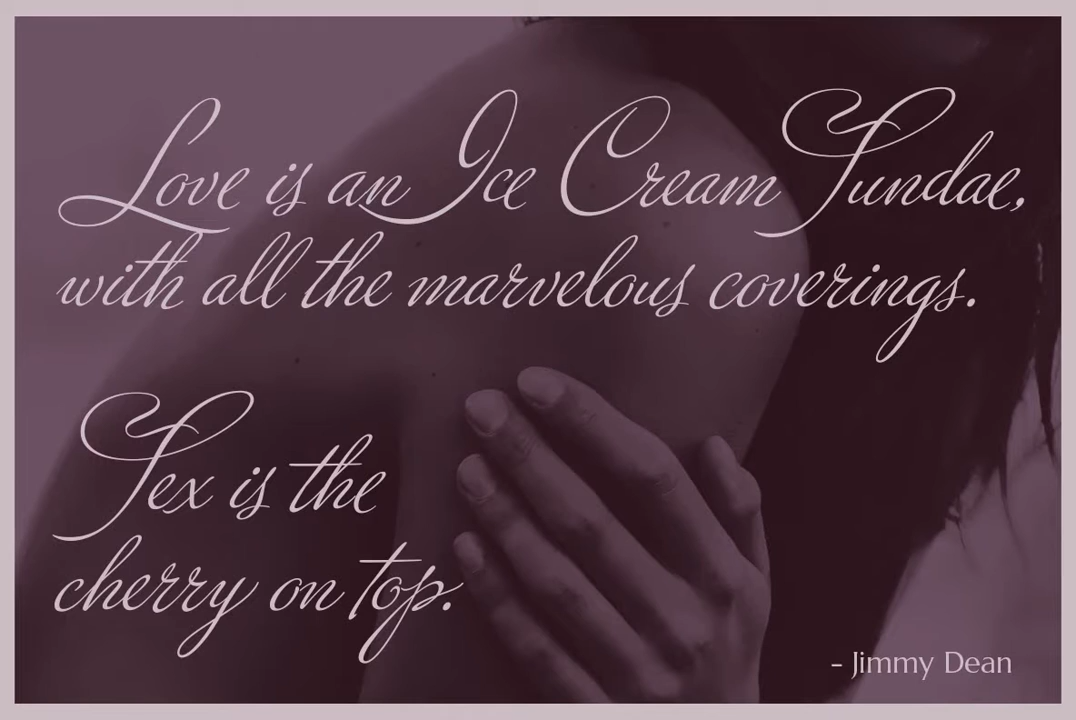 Love is an Ice Cream Sundae,
with all the marvelous coverings.
Sex is the
cherry on top.
- Jimmy Dean